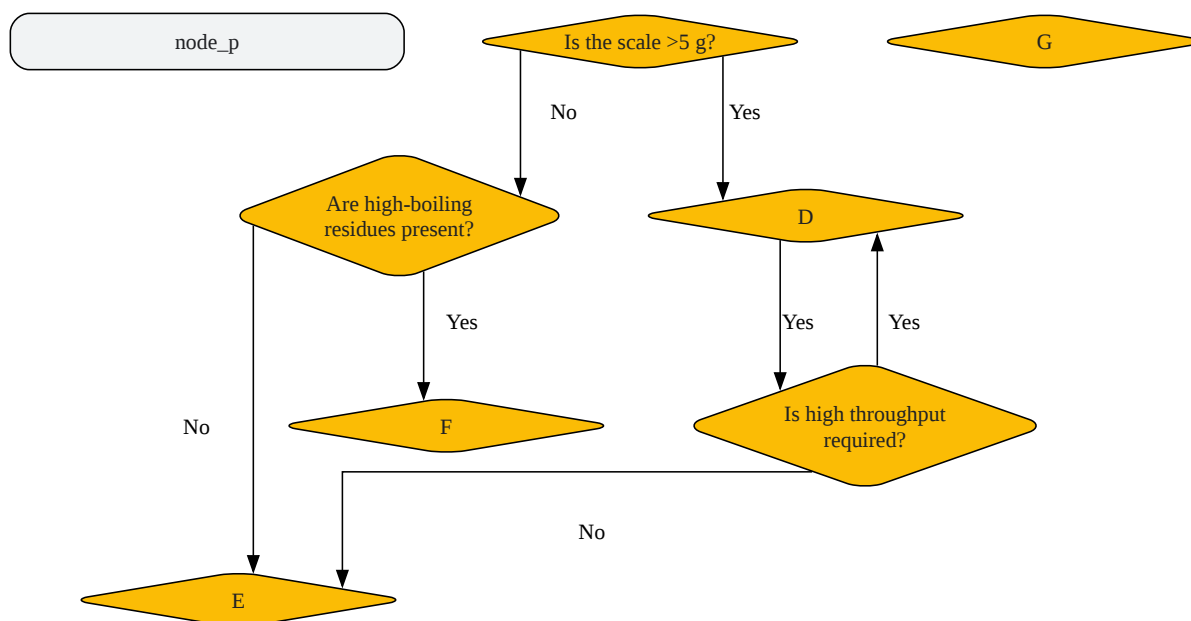 node_p
Is the scale >5 g?
G
No
Yes
Are high-boiling
residues present?
D
Yes
Yes
Yes
F
Is high throughput
required?
No
No
E